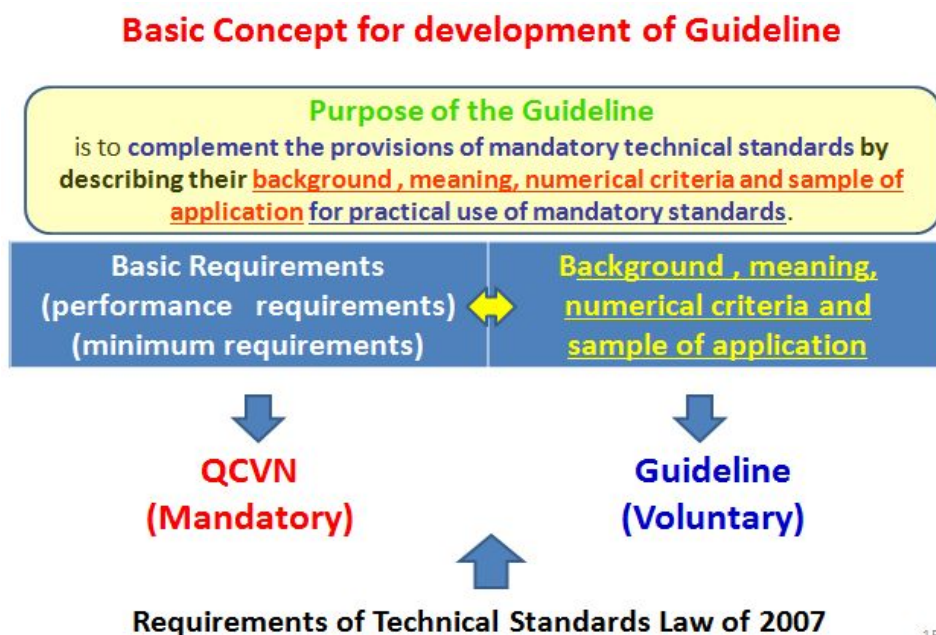 Basic Concept for development of Guideline
Purpose of the Guideline
is to complement the provisions of mandatory technical standards by
describing their background , meaning, numerical criteria and sample of
application for practical use of mandatory standards.
Basic Requirements
(performance requirements)
(minimum requirements)
Background , meaning,
numerical criteria and
sample of application
QCVN
(Mandatory)
Guideline
(Voluntary)
Requirements of Technical Standards Law of 2007